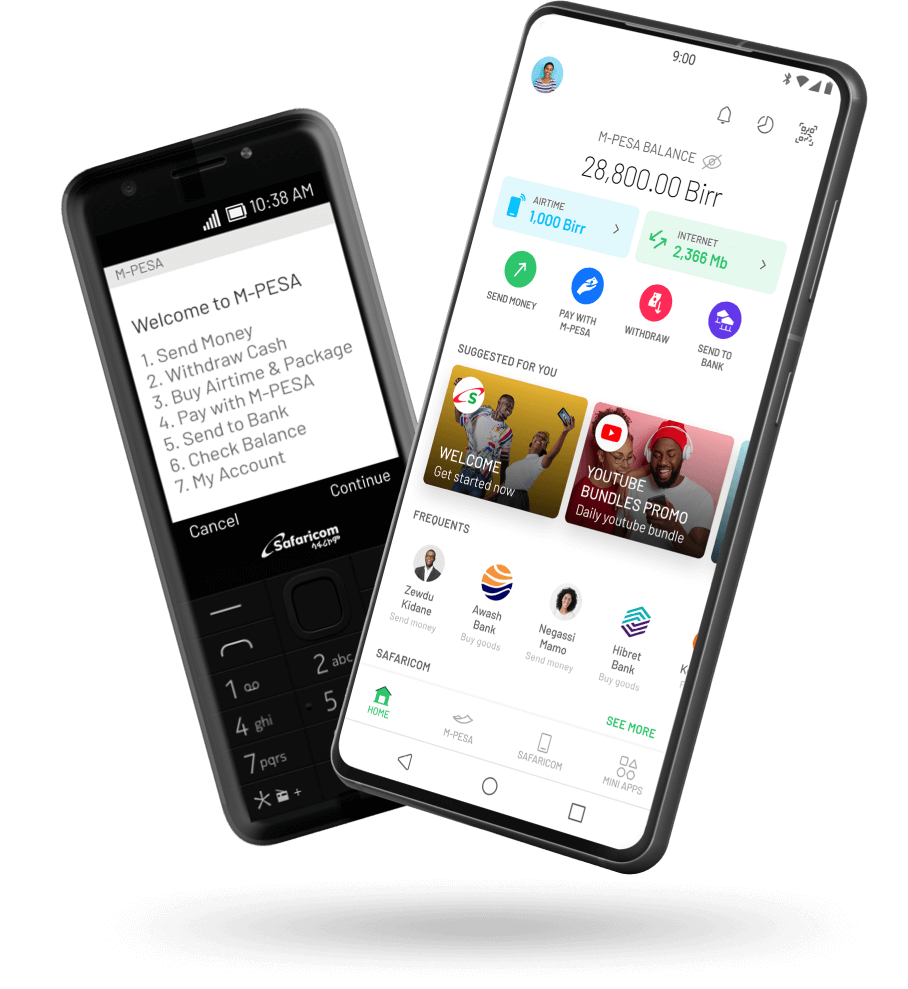 10:38 AM
M-PESA
Welcome to M-PESA
1. Send Money
2. Withdraw Cash
3. Buy Airtime & Package
4. Pay with M-PESA
5. Send to Bank
6. Check Balance
7. My Account
Cancel
Continue
Safaricom
ሳፋሪኮም
2 abc
1
5
4 ghi
7 pqrs
* +
9:00
M-PESA BALANCE
28,800.00 Birr
AIRTIME
1,000 Birr
INTERNET
2,366 Mb
SEND MONEY
PAY WITH
M-PESA
WITHDRAW
SEND TO
BANK
SUGGESTED FOR YOU
S
WELCOME
Get started now
YOUTUBE
BUNDLES PROMO
Daily youtube bundle
FREQUENTS
Zewdu
Kidane
Send money
Awash
Bank
Buy goods
Negassi
Mamo
Send money
Hibret
Bank
Buy goods
K
SAFARICOM
SEE MORE
HOME
M-PESA
SAFARICOM
MINI APPS